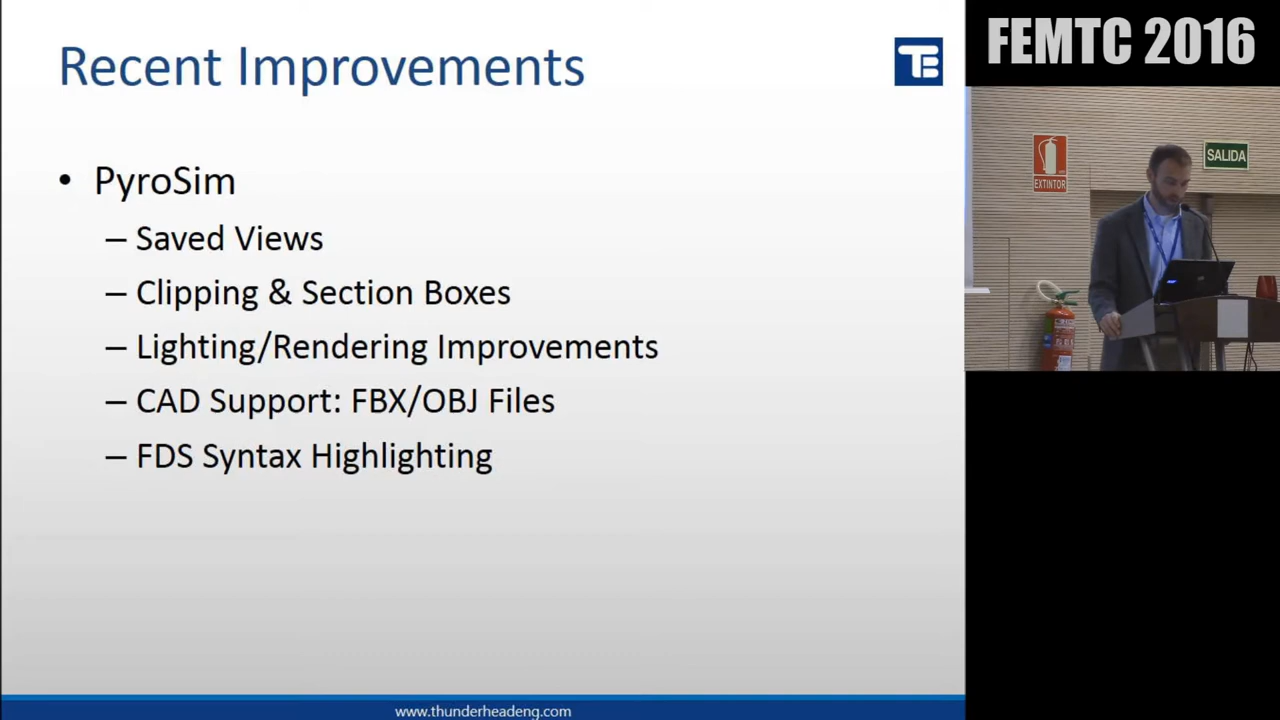 Recent Improvements
TE
FEMTC 2016
• PyroSim
– Saved Views
– Clipping & Section Boxes
– Lighting/Rendering Improvements
– CAD Support: FBX/OBJ Files
– FDS Syntax Highlighting
www.thunderheadeng.com
EXTINTOR
SALIDA